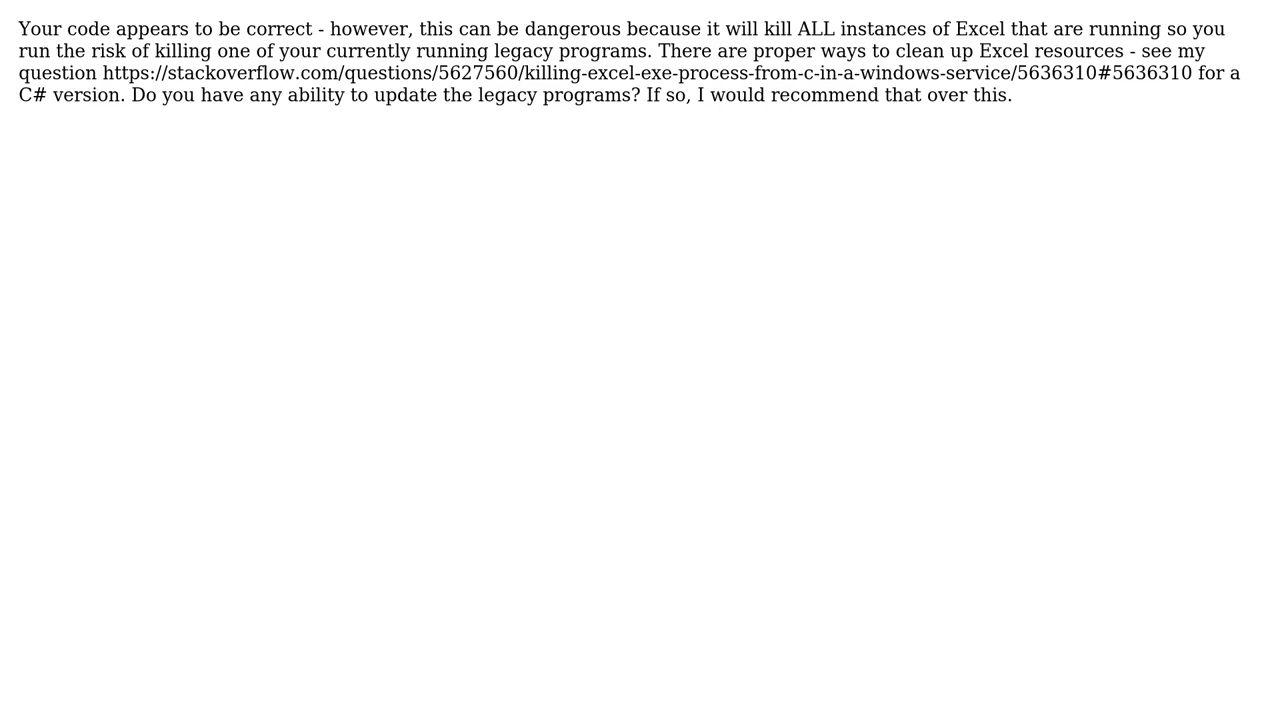 Your code appears to be correct - however, this can be dangerous because it will kill ALL instances of Excel that are running so you
run the risk of killing one of your currently running legacy programs. There are proper ways to clean up Excel resources - see my
question https://stackoverflow.com/questions/5627560/killing-excel-exe-process-from-c-in-a-windows-service/5636310#5636310 for a
C# version. Do you have any ability to update the legacy programs? If so, I would recommend that over this.